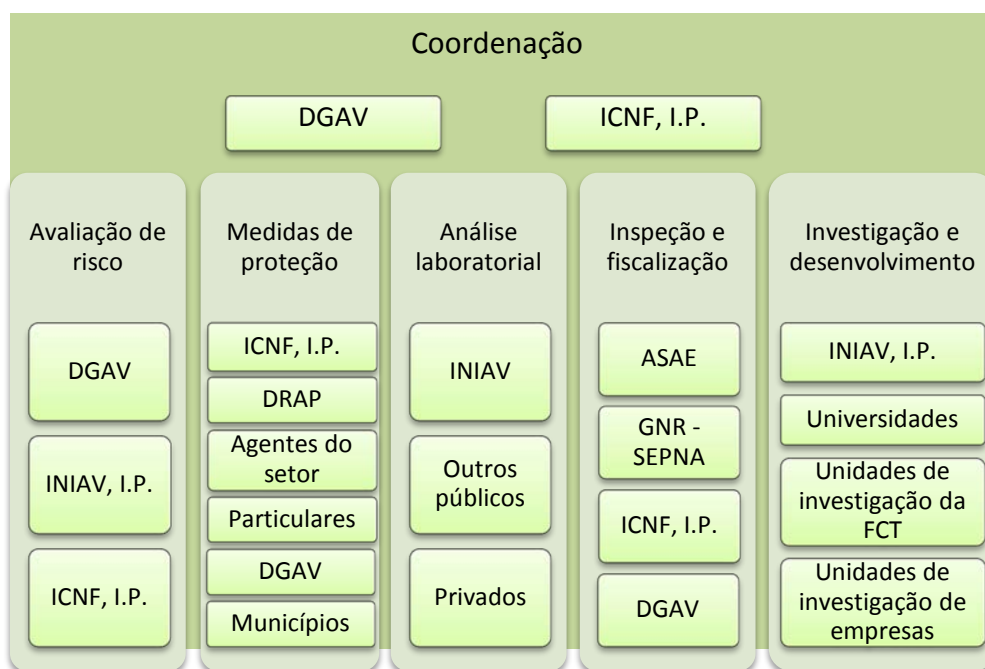 Coordenação
DGAV
ICNF, I.P.
Avaliação de
risco
DGAV
INIAV, I.P.
ICNF, I.P.
Medidas de
proteção
ICNF, I.P.
DRAP
Agentes do
setor
Particulares
DGAV
Municípios
Análise
laboratorial
INIAV
Outros
públicos
Privados
Inspeção e
fiscalização
ASAE
GNR -
SEPNA
ICNF, I.P.
DGAV
Investigação e
desenvolvimento
INIAV, I.P.
Universidades
Unidades de
investigação da
FCT
Unidades de
investigação de
empresas